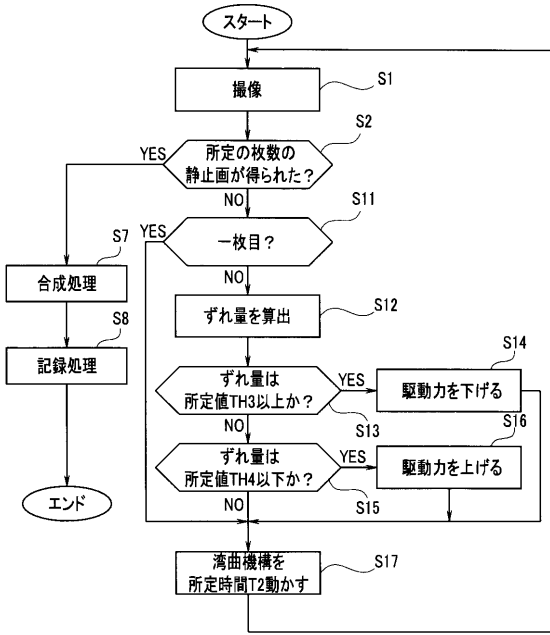 スタート
撮像
S1
S2
YES
所定の枚数の
静止画が得られた？
NO
S11
YES
一枚目？
NO
S7
合成処理
S12
ずれ量を算出
S8
記録処理
S14
ずれ量は
所定値TH3以上か？
YES
駆動力を下げる
S13
NO
S16
ずれ量は
所定値TH4以下か？
YES
駆動力を上げる
S15
NO
エンド
湾曲機構を
所定時間T2動かす
S17